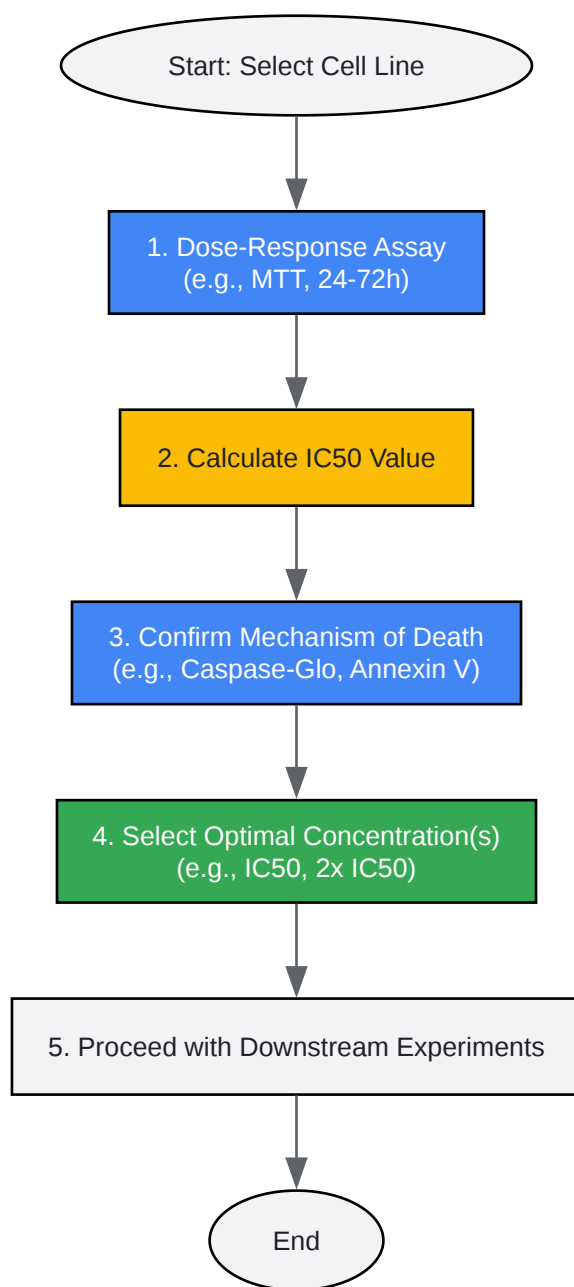 Start: Select Cell Line
1. Dose-Response Assay
(e.g., MTT, 24-72h)
2. Calculate IC50 Value
3. Confirm Mechanism of Death
(e.g., Caspase-Glo, Annexin V)
4. Select Optimal Concentration(s)
(e.g., IC50, 2x IC50)
5. Proceed with Downstream Experiments
End